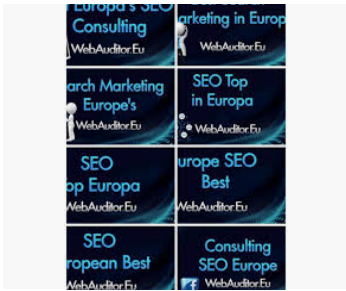 Europa's SEO
Consulting
WebAuditor.Eu
arketing in Europ
WebAuditor.Eu
arch Marketing
Europe's
WebAuditor.Eu
SEO Top
in Europa
WebAuditor.Eu
SEO
op Europa
WebAuditor.Eu
urope SEO
Best
WebAuditor.Eu
SEO
ropean Best
WebAuditor.Eu
Consulting
SEO Europe
WebAuditor.Eu